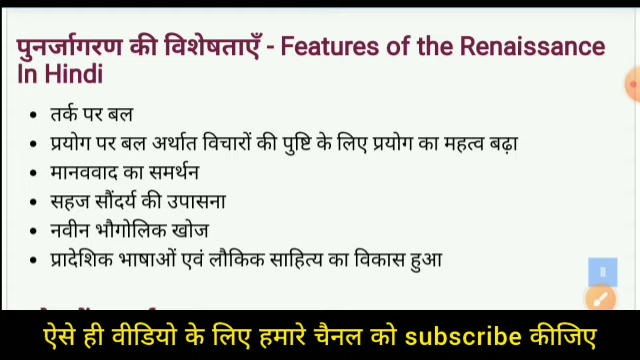 पुनर्जागरण की विशेषताएँ - Features of the Renaissance
In Hindi
• तर्क पर बल
• प्रयोग पर बल अर्थात विचारों की पुष्टि के लिए प्रयोग का महत्व बढ़ा
• मानववाद का समर्थन
• सहज सौंदर्य की उपासना
• नवीन भौगोलिक खोज
• प्रादेशिक भाषाओं एवं लौकिक साहित्य का विकास हुआ
ऐसे ही वीडियो के लिए हमारे चैनल को subscribe कीजिए